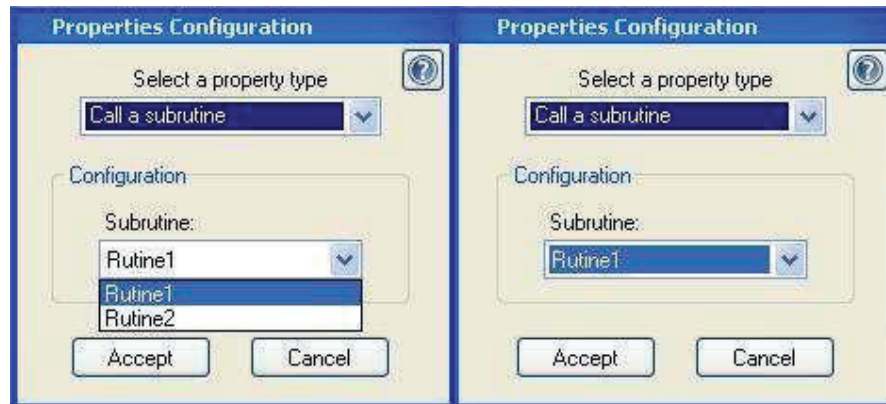 Properties Configuration
Select a property type
Call a subrutine
Configuration
Subrutine:
Rutine1
Rutine1
Rutine2
Accept Cancel
Properties Configuration
Select a property type
Call a subrutine
Configuration
Subrutine:
Rutine1
Accept Cancel